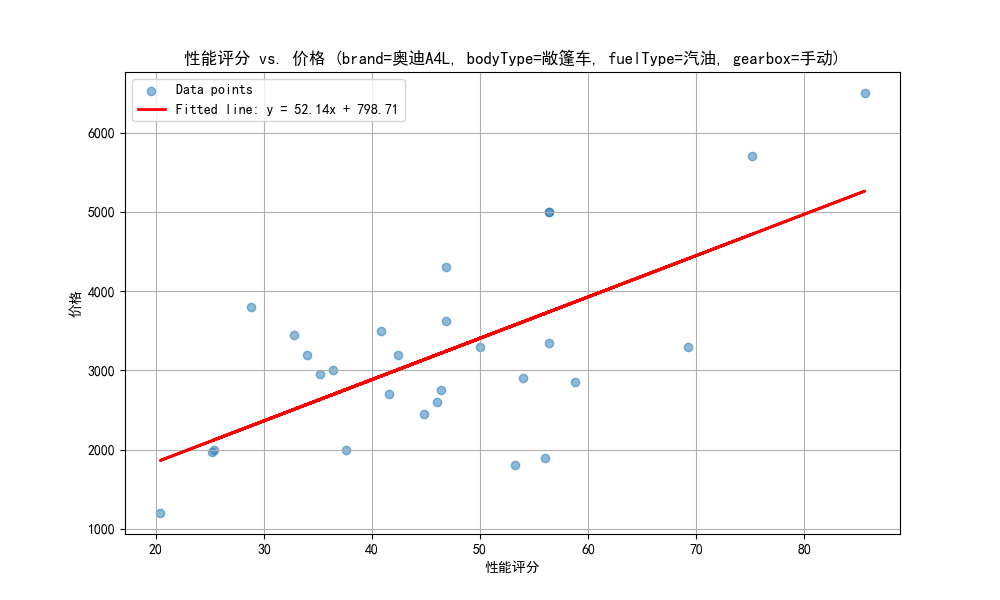 性能评分 vs. 价格 (brand=奥迪A4L, bodyType=敞篷车, fuelType=汽油, gearbox=手动)
Data points
Fitted line: y = 52.14x + 798.71
6000
5000
4000
3000
2000
1000
价格
20 30 40 50 60 70 80
性能评分